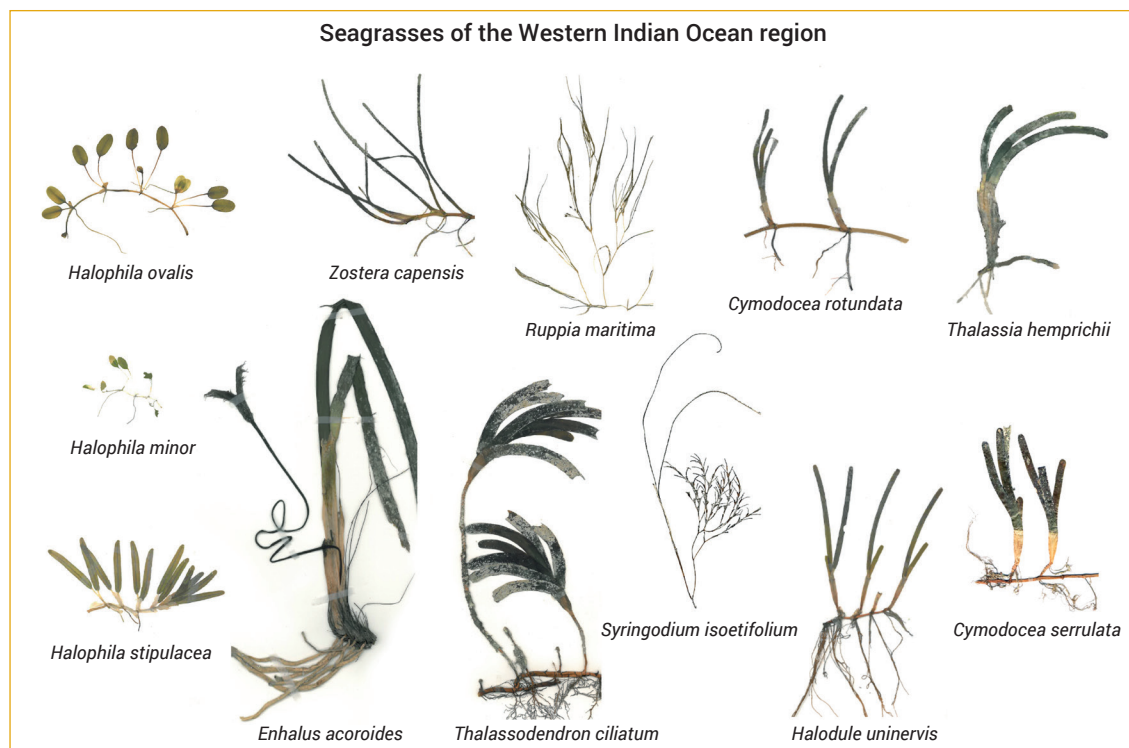 Seagrasses of the Western Indian Ocean region
Halophila ovalis
Zostera capensis
Ruppia maritima
Cymodocea rotundata
Thalassia hemprichii
Halophila minor
Halophila stipulacea
Enhalus acoroides
Thalassodendron ciliatum
Syringodium isoetifolium
Halodule uninervis
Cymodocea serrulata